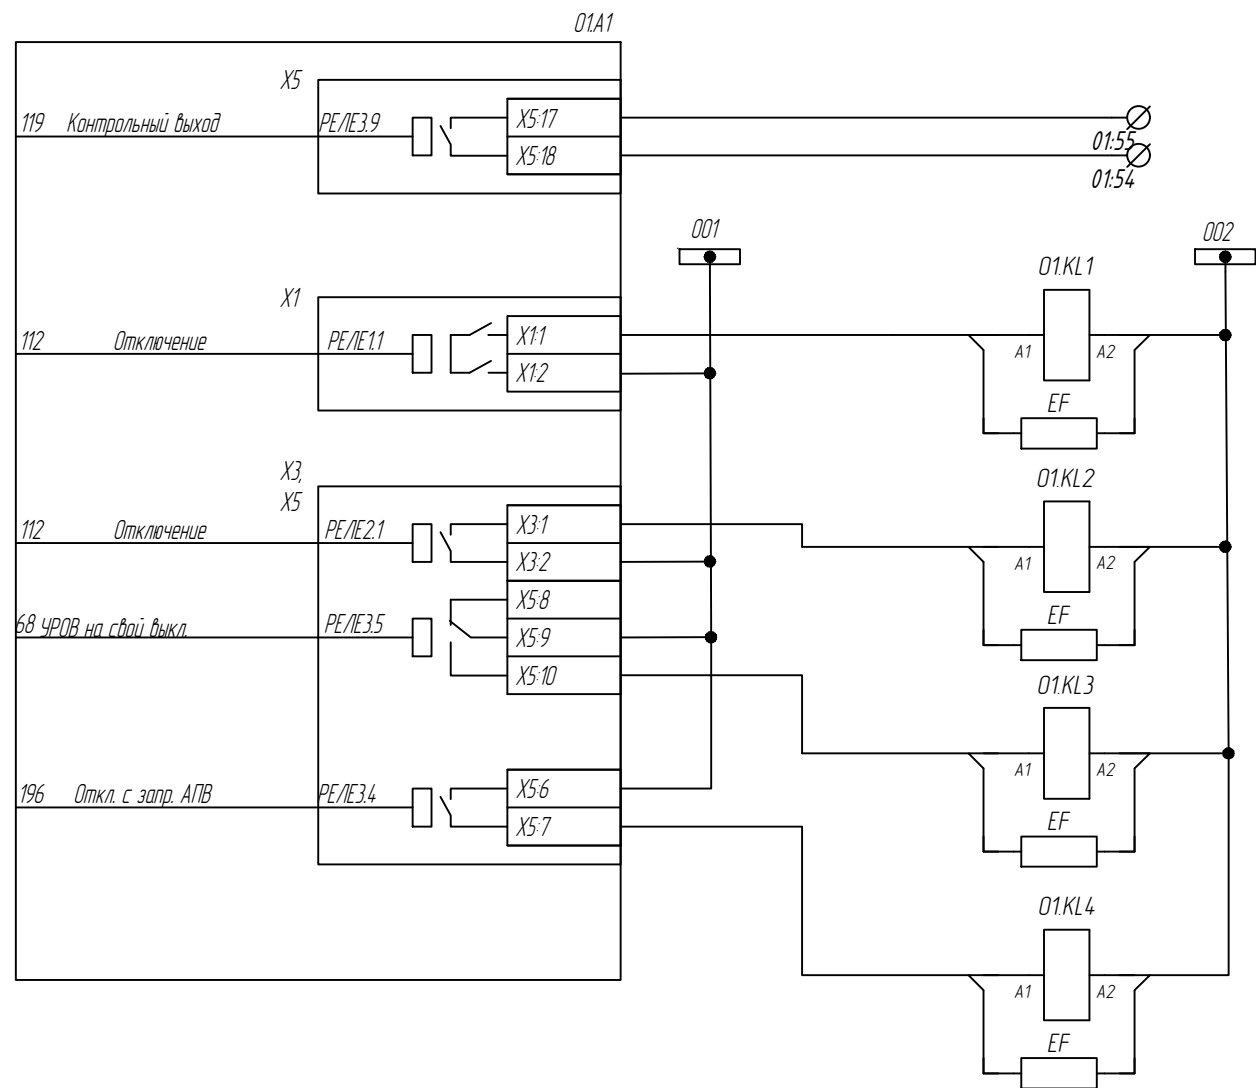 01.A1
X5
119 Контрольный выход РЕЛЕ3.9
X5:17
X5:18
01:55
01:54
001
002
X1
112 Отключение РЕЛЕ1.1
X1:1
X1:2
01.KL1
A1 A2
EF
X3,
X5
112 Отключение РЕЛЕ2.1
X3:1
X3:2
01.KL2
A1 A2
EF
68 УРОВ на свой выкл. РЕЛЕ3.5
X5:8
X5:9
X5:10
01.KL3
A1 A2
EF
196 Откл. с запр. АПВ РЕЛЕ3.4
X5:6
X5:7
01.KL4
A1 A2
EF